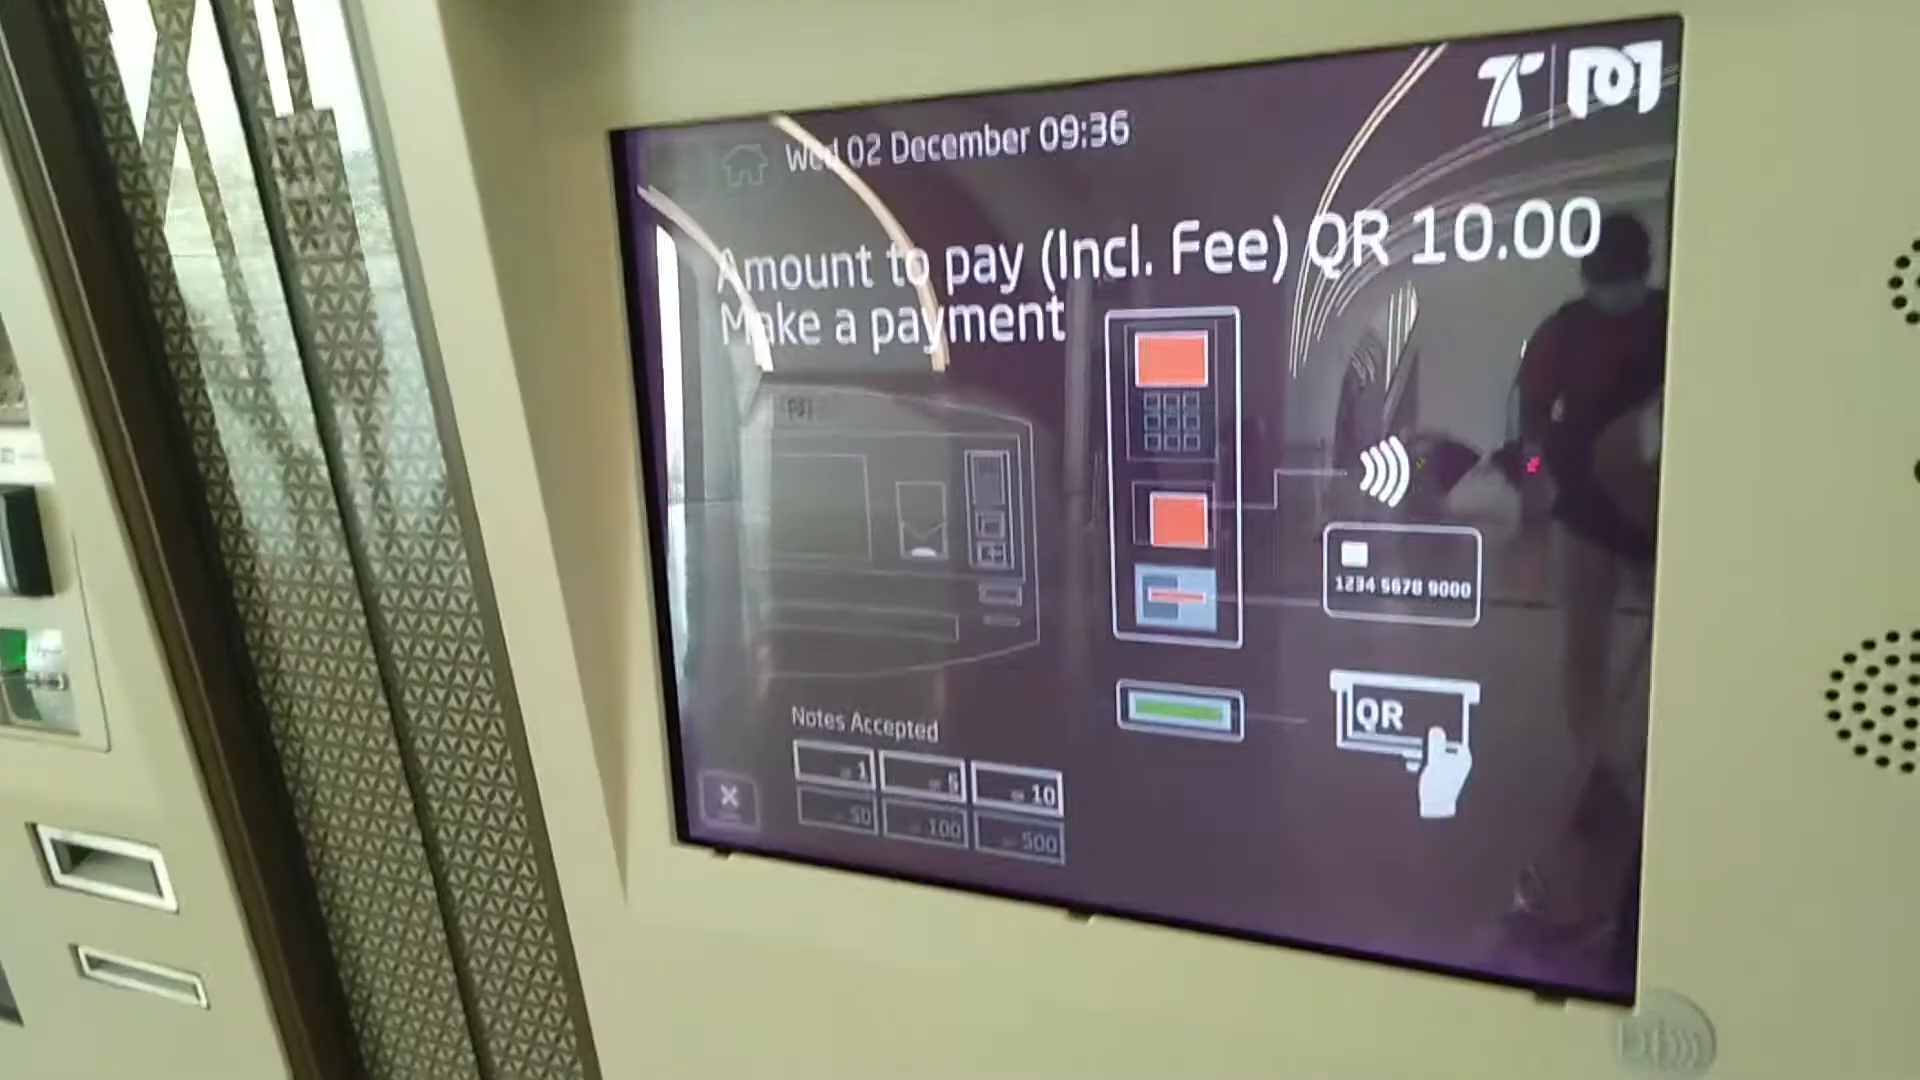 Wed 02 December 09:36
Amount to pay (Incl. Fee) QR 10.00
Make a payment
1234 5678 9000
QR
Notes Accepted
1 5 10
50 100 500